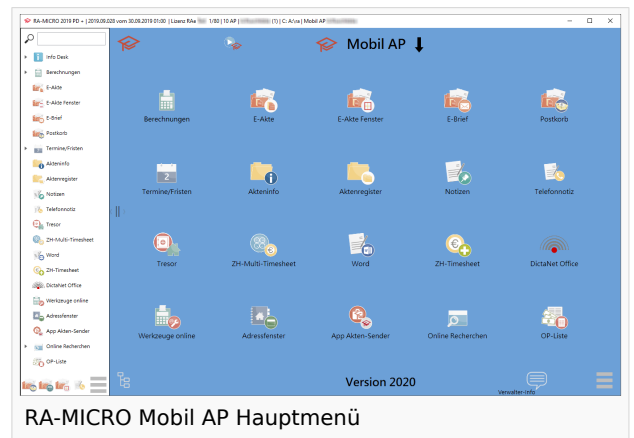 RA-MICRO 2019 PD + | 2019.09.028 vom 30.09.2019 01:00 | Lizenz RAe 1/80 | 10 AP | (1) | C: A:\ra | Mobil AP
Mobil AP
Info Desk
Berechnungen
E-Akte
E-Akte Fenster
E-Brief
Postkorb
Termine/Fristen
Akteninfo
Aktenregister
Notizen
Telefonnotiz
Tresor
ZH-Multi-Timesheet
Word
ZH-Timesheet
DictaNet Office
Werkzeuge online
Adressfenster
App Akten-Sender
Online Recherchen
OP-Liste
Berechnungen
E-Akte
E-Akte Fenster
E-Brief
Postkorb
Termine/Fristen
Akteninfo
Aktenregister
Notizen
Telefonnotiz
Tresor
ZH-Multi-Timesheet
Word
ZH-Timesheet
DictaNet Office
Werkzeuge online
Adressfenster
App Akten-Sender
Online Recherchen
OP-Liste
Version 2020
Verwalter-Info
RA-MICRO Mobil AP Hauptmenü